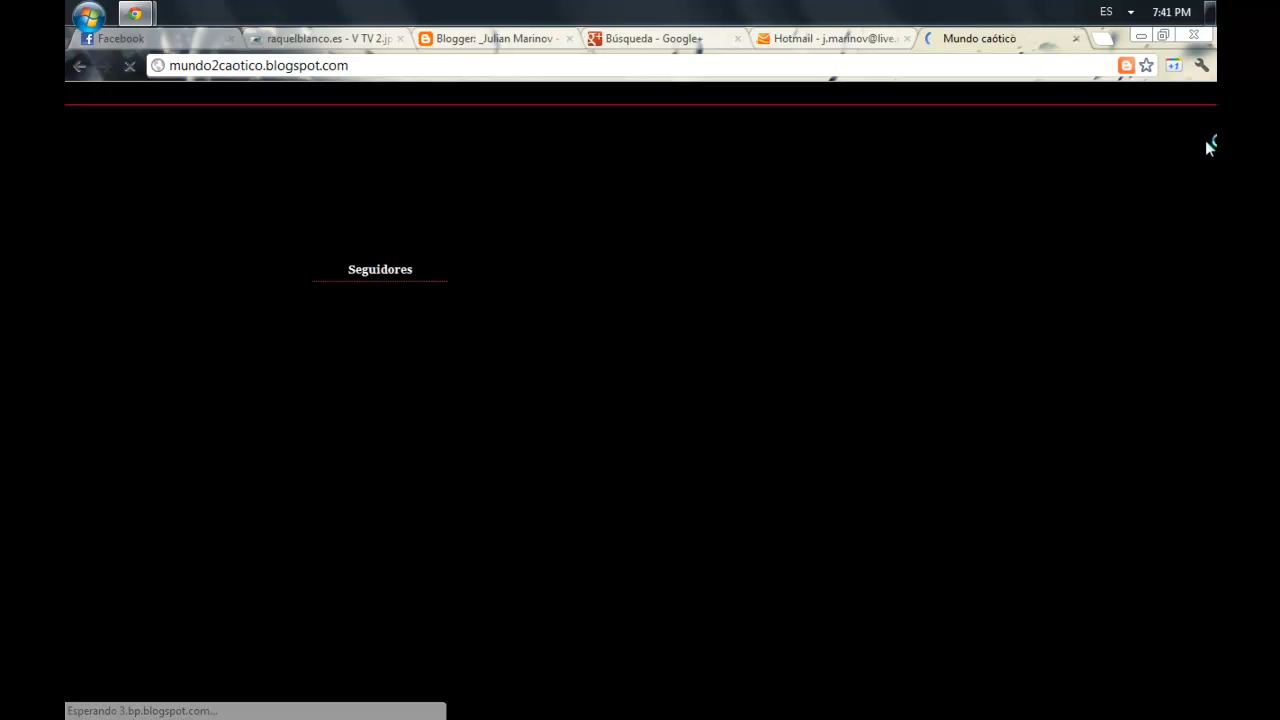 ES
7:41 PM
Facebook
raquelblanco.es - V TV 2.jp
Blogger: _Julian Marinov -
Búsqueda - Google+
Hotmail - j.marinov@live.
Mundo caótico
mundo2caotico.blogspot.com
+1
Seguidores
Esperando 3.bp.blogspot.com...